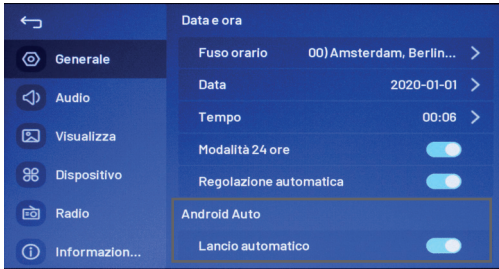 Data e ora
Generale
Audio
Visualizza
Dispositivo
Radio
Informazion...
Fuso orario 00) Amsterdam, Berlin...
Data 2020-01-01
Tempo 00:06
Modalità 24 ore
Regolazione automatica
Android Auto
Lancio automatico